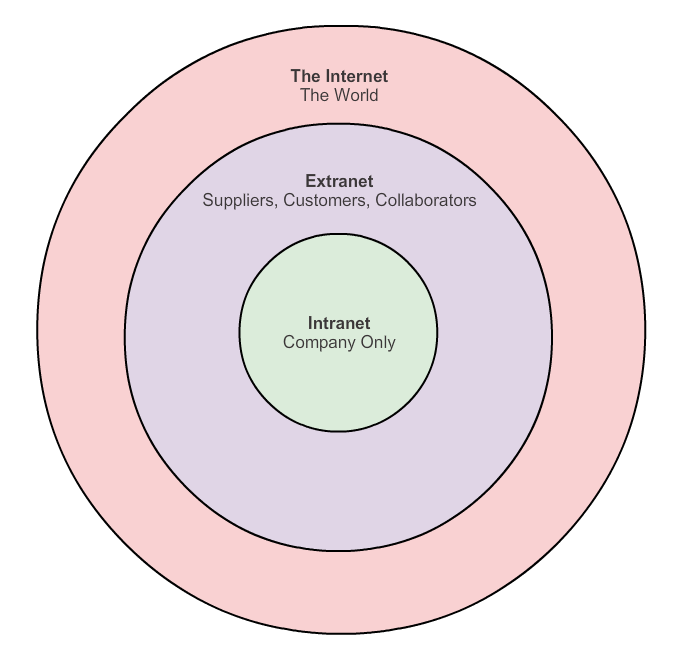 The Internet
The World
Extranet
Suppliers, Customers, Collaborators
Intranet
Company Only